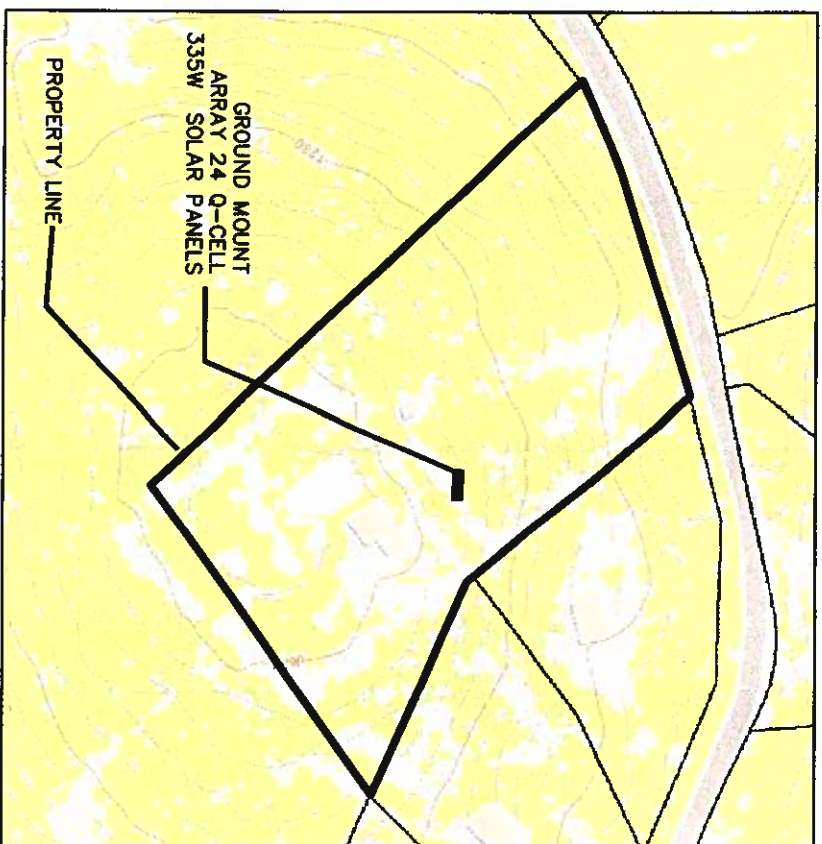 GROUND MOUNT
ARRAY 24 Q-CELL
335W SOLAR PANELS
PROPERTY LINE